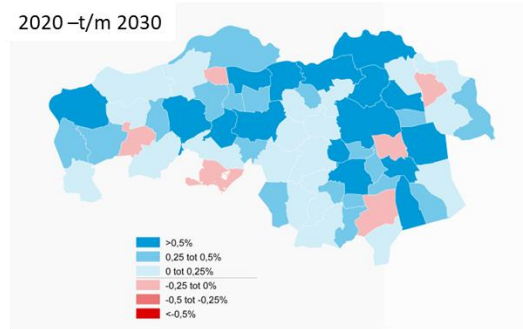 2020 –t/m 2030
>0,5%
0,25 tot 0,5%
0 tot 0,25%
-0,25 tot 0%
-0,5 tot -0,25%
<-0,5%